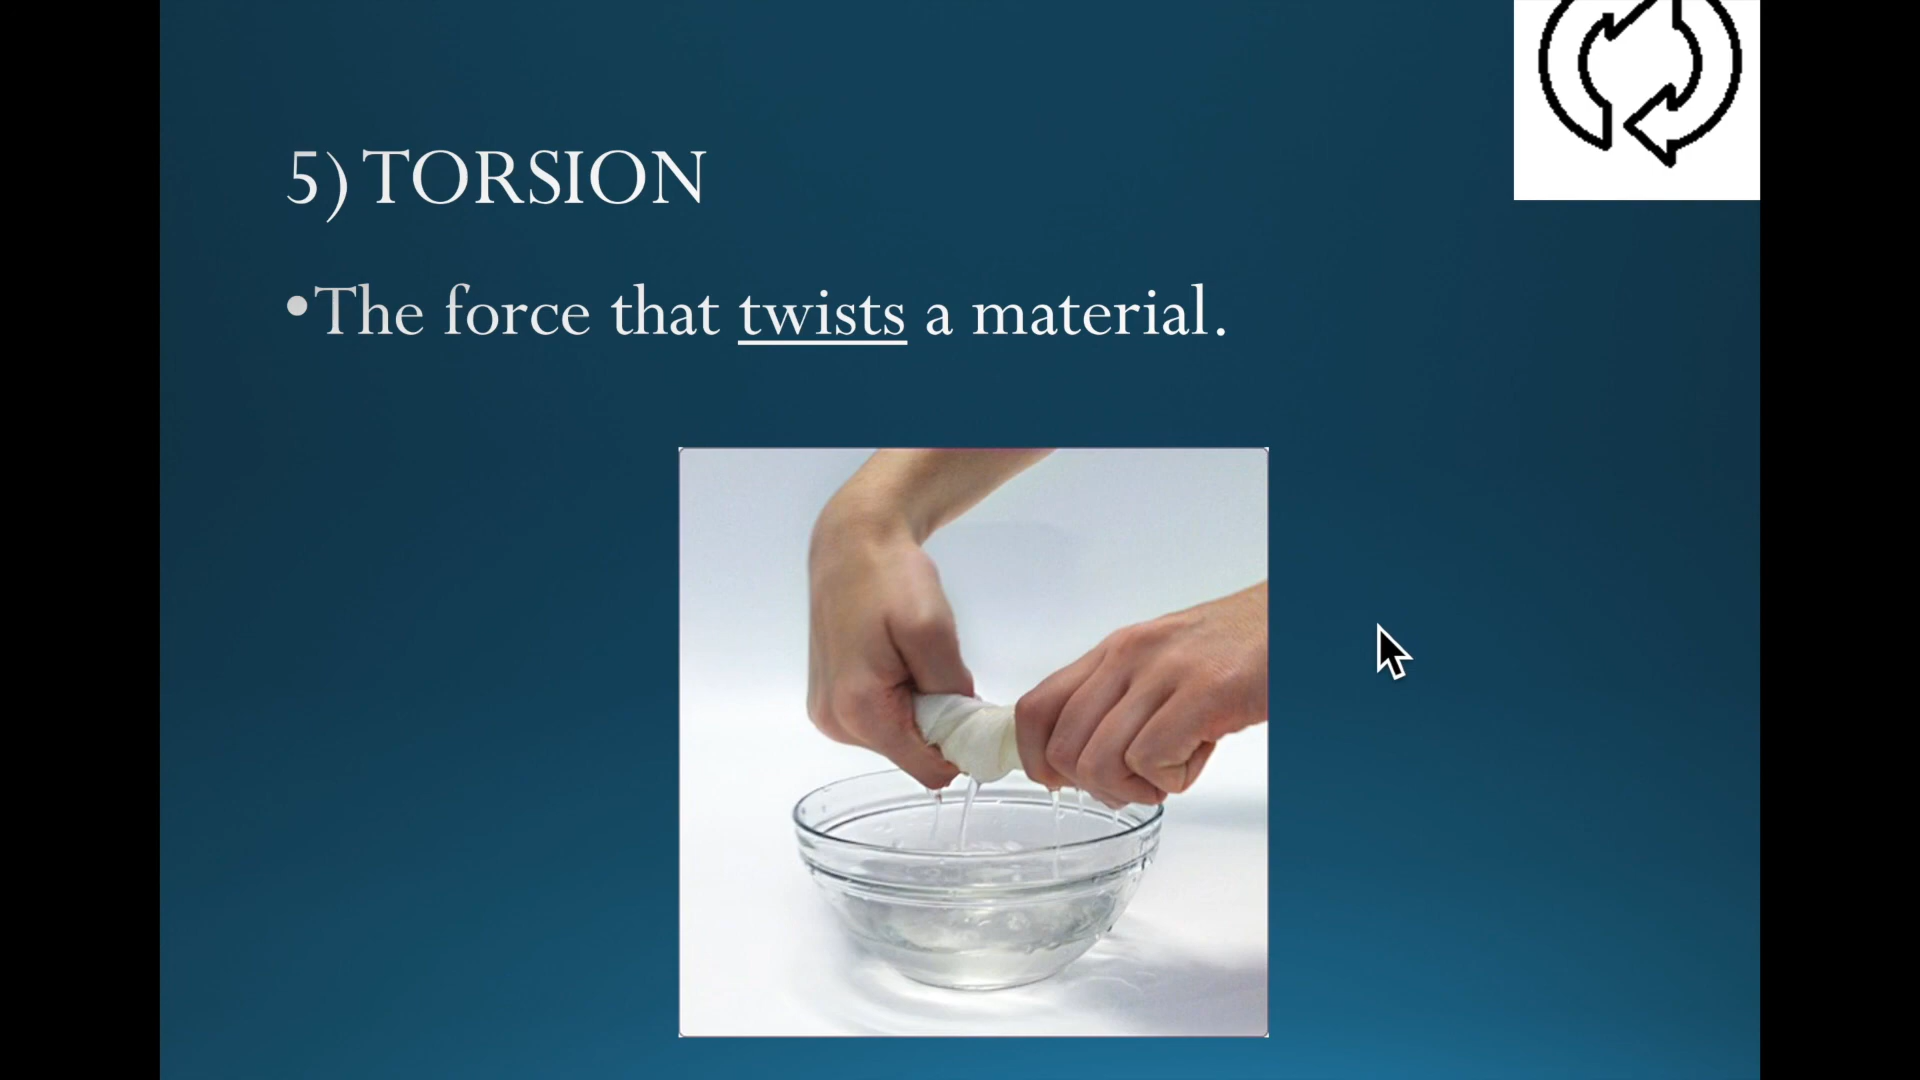 5) TORSION
•The force that twists a material.